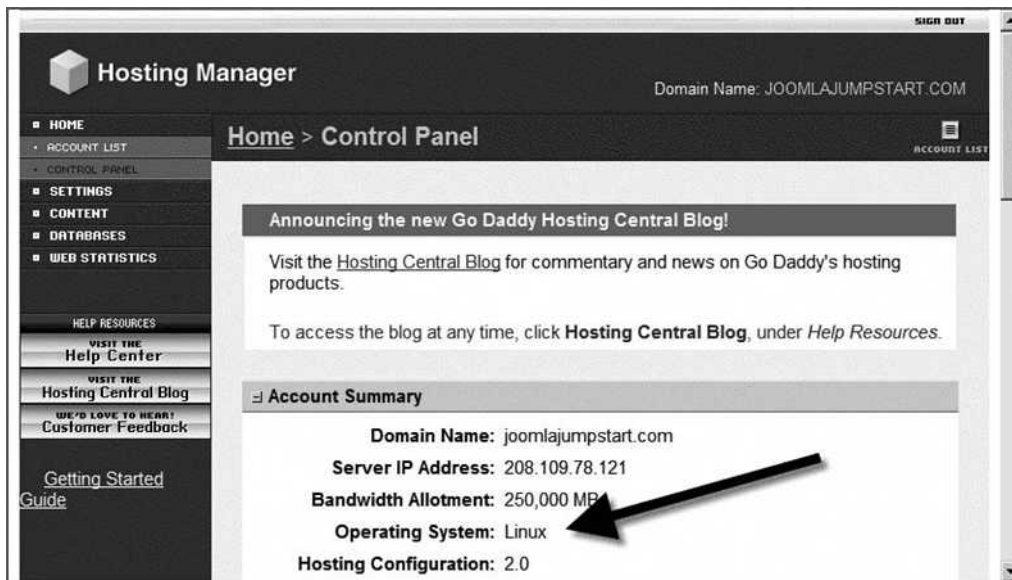 SIGN OUT
Hosting Manager
Domain Name: JOOMLAJUMPSTART.COM
HOME
ACCOUNT LIST
CONTROL PANEL
SETTINGS
CONTENT
DATABASES
WEB STATISTICS
HELP RESOURCES
VISIT THE
Help Center
VISIT THE
Hosting Central Blog
WE'D LOVE TO HEAR!
Customer Feedback
Getting Started
Guide
Home > Control Panel
ACCOUNT LIST
Announcing the new Go Daddy Hosting Central Blog!
Visit the Hosting Central Blog for commentary and news on Go Daddy's hosting
products.
To access the blog at any time, click Hosting Central Blog, under Help Resources.
Account Summary
Domain Name: joomlajumpstart.com
Server IP Address: 208.109.78.121
Bandwidth Allotment: 250,000 MB
Operating System: Linux
Hosting Configuration: 2.0